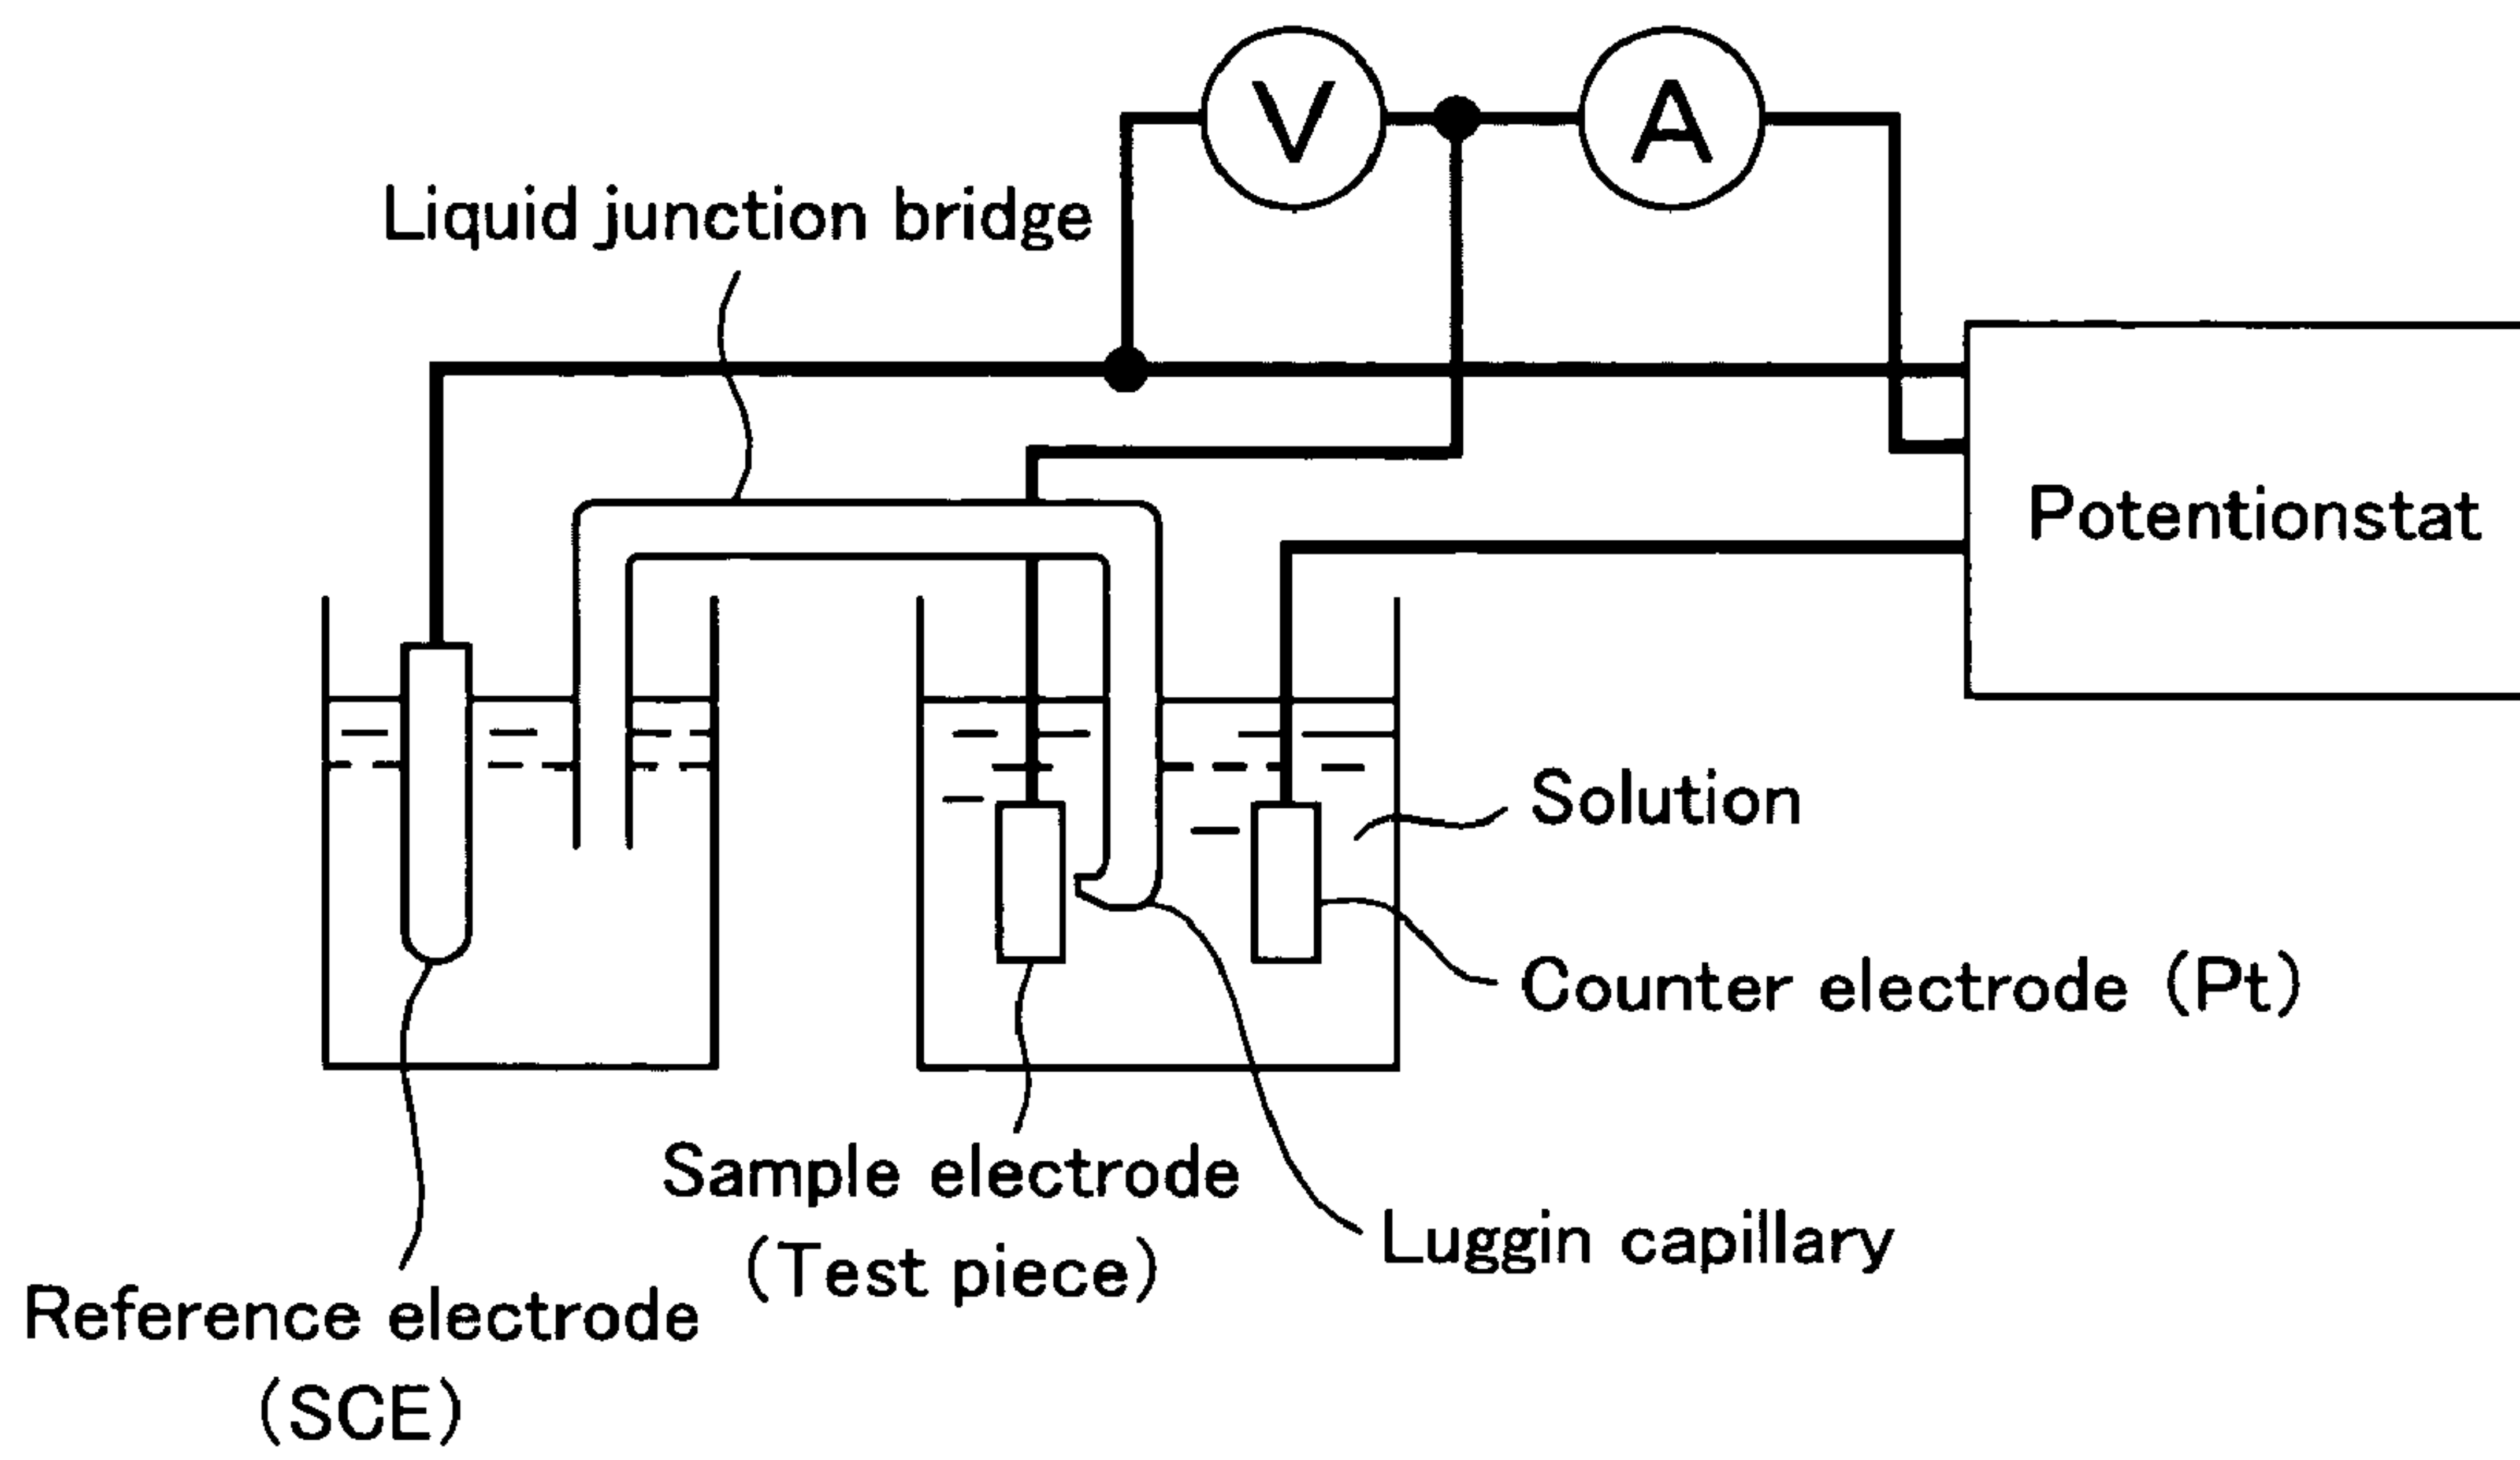 V
A
Liquid junction bridge
Potentionstat
Solution
Counter electrode (Pt)
Sample electrode
(Test piece)
Luggin capillary
Reference electrode
(SCE)